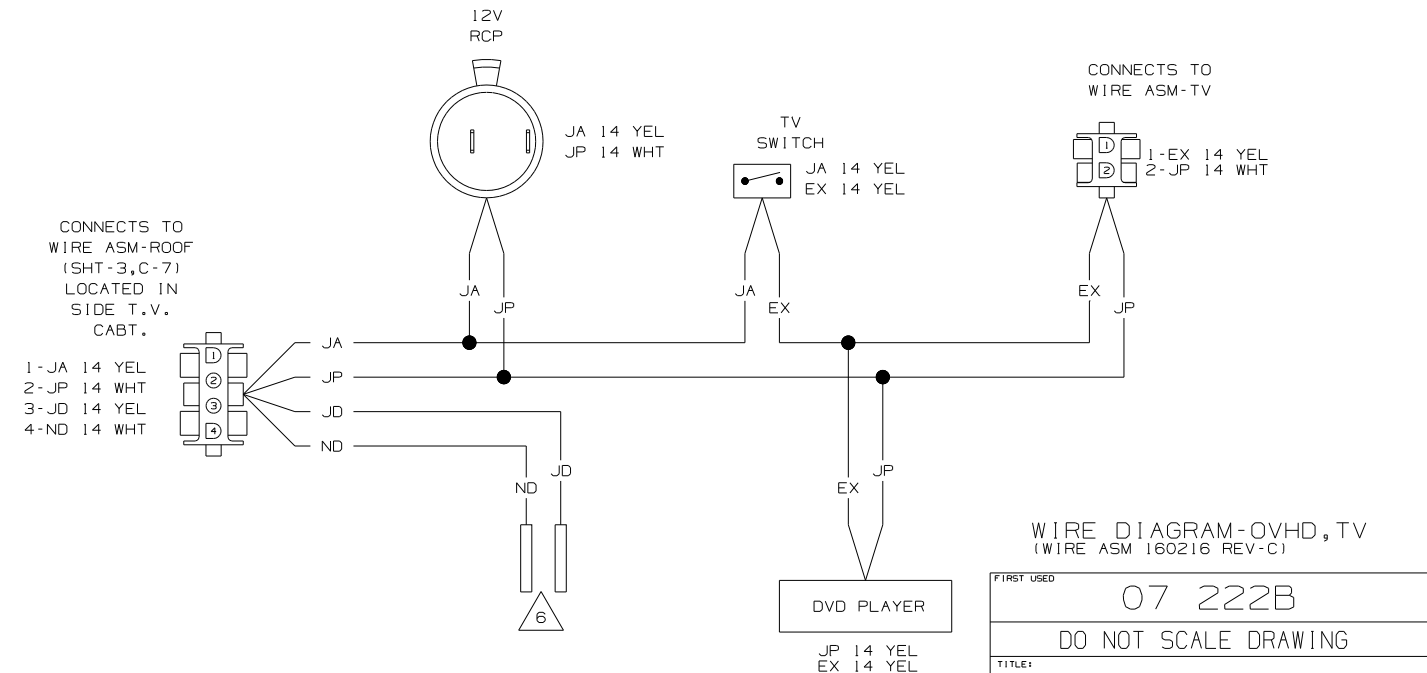 12V
RCP
JA 14 YEL
JP 14 WHT
TV
SWITCH
JA 14 YEL
EX 14 YEL
CONNECTS TO
WIRE ASM-TV
1
2
1-EX 14 YEL
2-JP 14 WHT
CONNECTS TO
WIRE ASM-ROOF
(SHT-3,C-7)
LOCATED IN
SIDE T.V.
CABT.
1-JA 14 YEL
2-JP 14 WHT
3-JD 14 YEL
4-ND 14 WHT
1
2
3
4
JA
JP
JD
ND
JA
JP
JA
EX
EX
JP
ND
JD
6
EX
JP
DVD PLAYER
JP 14 YEL
EX 14 YEL
WIRE DIAGRAM-OVHD,TV
(WIRE ASM 160216 REV-C)
FIRST USED
07 222B
DO NOT SCALE DRAWING
TITLE: